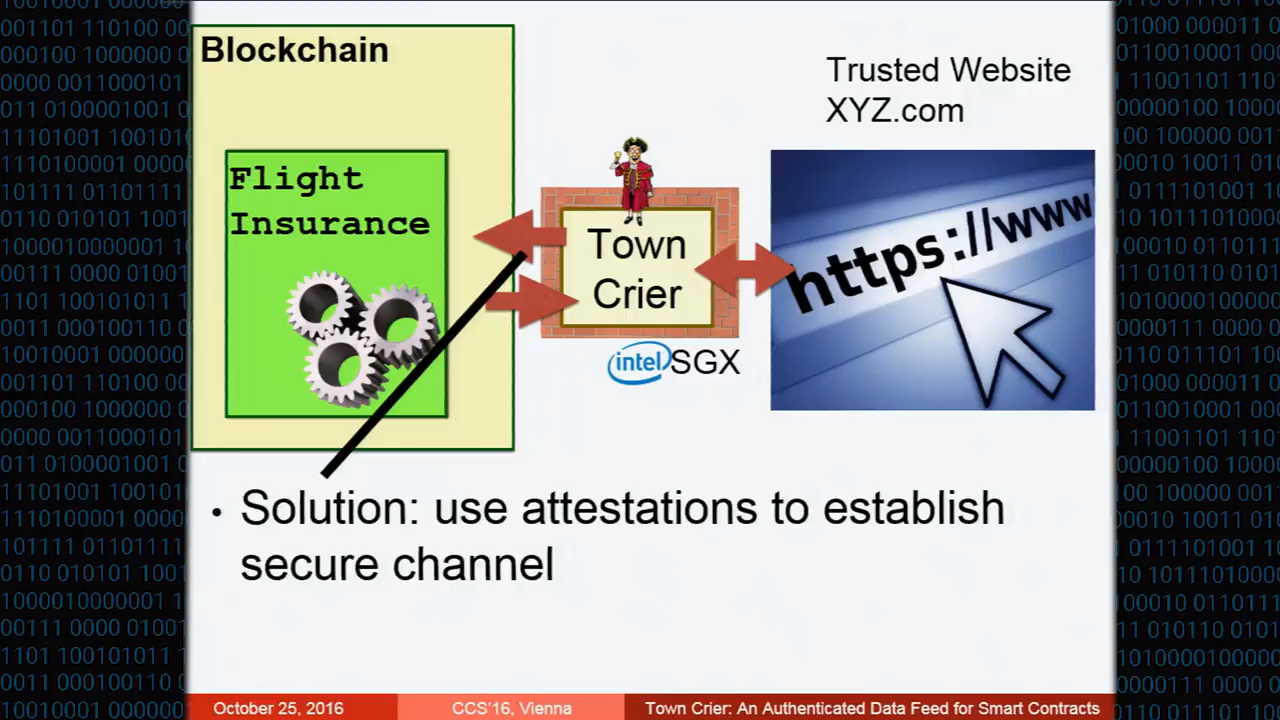 Blockchain
Trusted Website
XYZ.com
Flight
Insurance
Town
Crier
https://www
intel SGX
• Solution: use attestations to establish
secure channel
October 25, 2016
CCS'16, Vienna
Town Crier: An Authenticated Data Feed for Smart Contracts